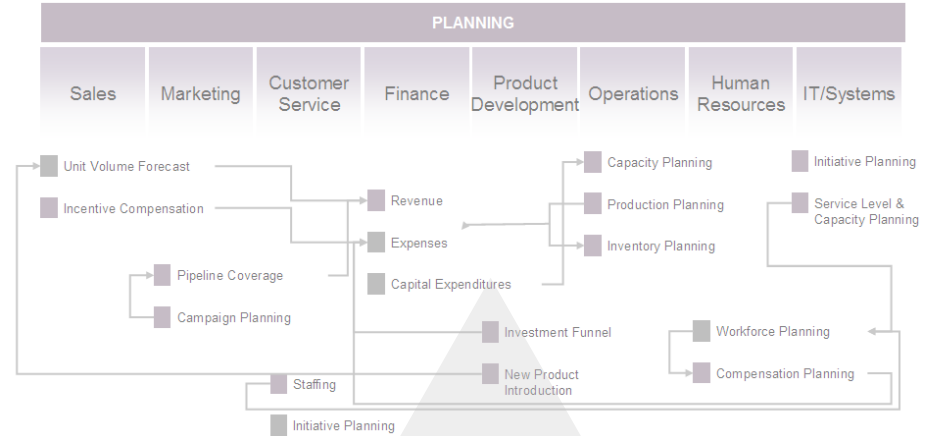 PLANNING
Sales
Marketing
Customer
Service
Finance
Product
Development
Operations
Human
Resources
IT/Systems
Unit Volume Forecast
Incentive Compensation
Pipeline Coverage
Campaign Planning
Staffing
Initiative Planning
Revenue
Expenses
Capital Expenditures
Investment Funnel
New Product
Introduction
Capacity Planning
Production Planning
Inventory Planning
Workforce Planning
Compensation Planning
Initiative Planning
Service Level &
Capacity Planning